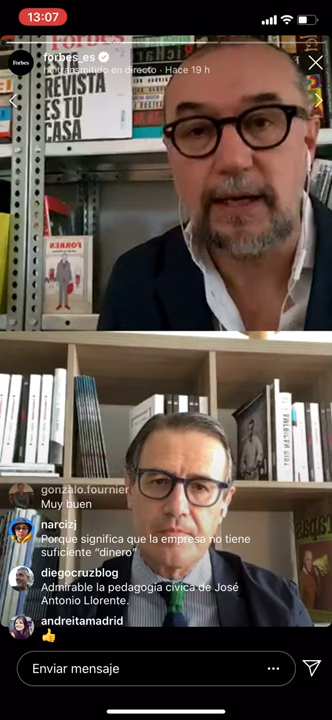 13:07
Forbes
forbes_es
ha transmitido en directo · Hace 19 h
REVISTA
ES TU
CASA
gonzalo.fournier
Muy buen
narcizj
Porque significa que la empresa no tiene
suficiente “dinero”
diegocruzblog
Admirable la pedagogía cívica de José
Antonio Llorente.
andreitamadrid
👍
Enviar mensaje